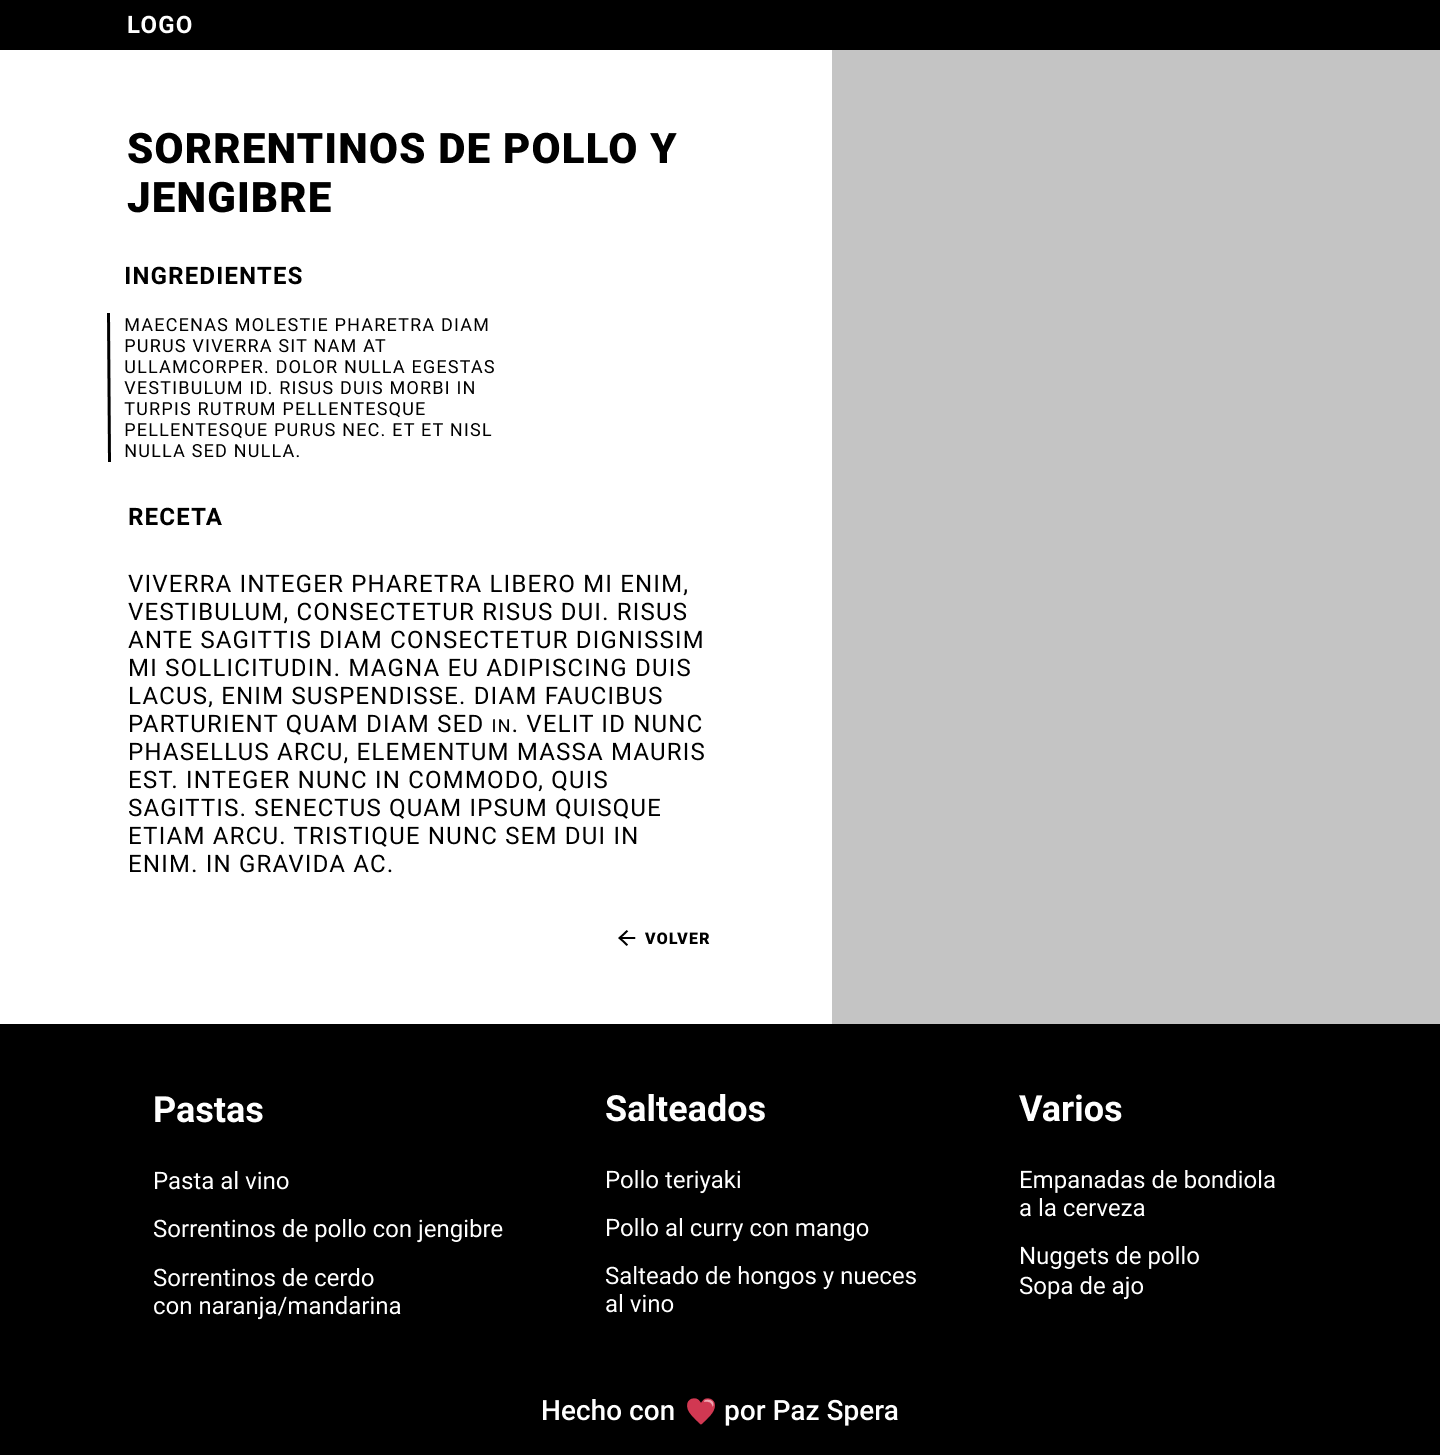 LOGO
SORRENTINOS DE POLLO Y
JENGIBRE
INGREDIENTES
MAECENAS MOLESTIE PHARETRA DIAM
PURUS VIVERRA SIT NAM AT
ULLAMCORPER. DOLOR NULLA EGESTAS
VESTIBULUM ID. RISUS DUIS MORBI IN
TURPIS RUTRUM PELLENTESQUE
PELLENTESQUE PURUS NEC. ET ET NISL
NULLA SED NULLA.
RECETA
VIVERRA INTEGER PHARETRA LIBERO MI ENIM,
VESTIBULUM, CONSECTETUR RISUS DUI. RISUS
ANTE SAGITTIS DIAM CONSECTETUR DIGNISSIM
MI SOLLICITUDIN. MAGNA EU ADIPISCING DUIS
LACUS, ENIM SUSPENDISSE. DIAM FAUCIBUS
PARTURIENT QUAM DIAM SED IN. VELIT ID NUNC
PHASELLUS ARCU, ELEMENTUM MASSA MAURIS
EST. INTEGER NUNC IN COMMODO, QUIS
SAGITTIS. SENECTUS QUAM IPSUM QUISQUE
ETIAM ARCU. TRISTIQUE NUNC SEM DUI IN
ENIM. IN GRAVIDA AC.
← VOLVER
Pastas
Pasta al vino
Sorrentinos de pollo con jengibre
Sorrentinos de cerdo
con naranja/mandarina
Salteados
Pollo teriyaki
Pollo al curry con mango
Salteado de hongos y nueces
al vino
Varios
Empanadas de bondiola
a la cerveza
Nuggets de pollo
Sopa de ajo
Hecho con ❤️ por Paz Spera